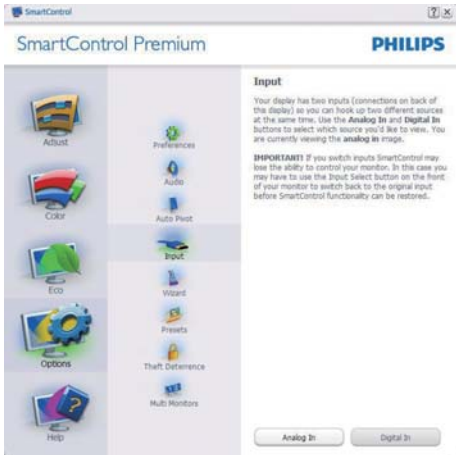 SmartControl
SmartControl Premium
PHILIPS
Adjust
Color
Eco
Options
Help
Preferences
Audio
Auto Pivot
Input
Wizard
Presets
Theft Deterrence
Multi Monitors
Input
Your display has two inputs (connections on back of
this display) so you can hook up two different sources
at the same time. Use the Analog In and Digital In
buttons to select which source you'd like to view. You
are currently viewing the analog in image.
IMPORTANT! If you switch inputs SmartControl may
lose the ability to control your monitor. In this case you
may have to use the Input Select button on the front
of your monitor to switch back to the original input
before SmartControl functionality can be restored.
Analog In
Digital In